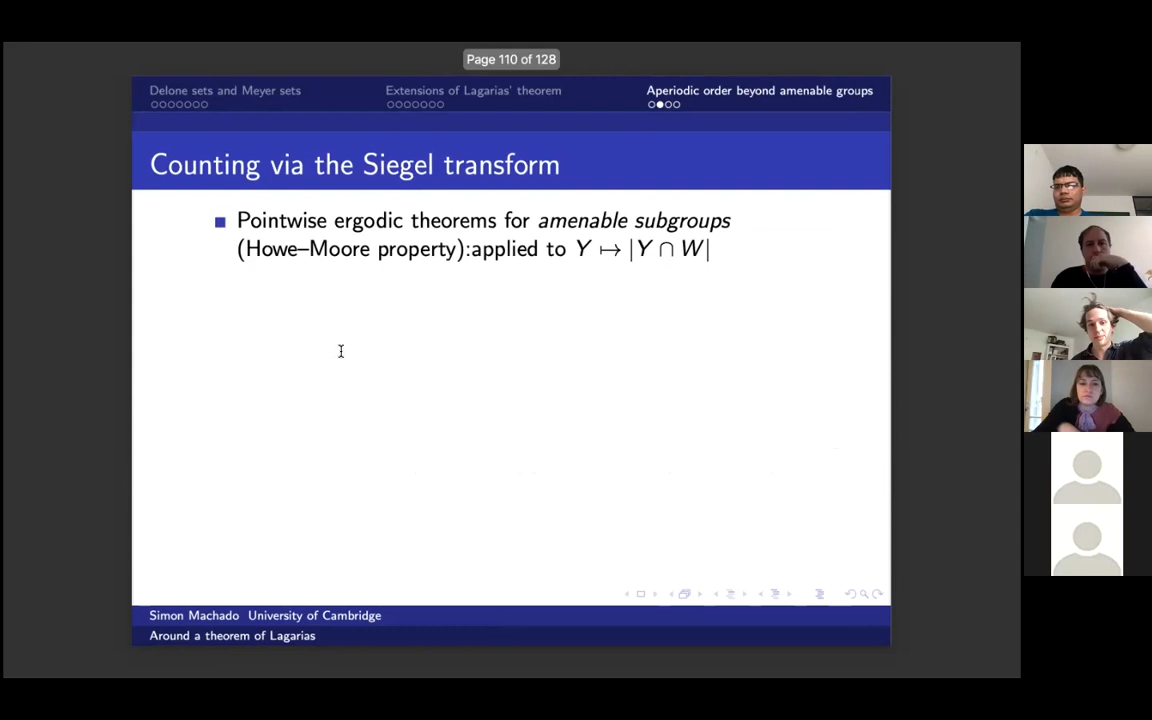 Page 110 of 128
Delone sets and Meyer sets
Extensions of Lagarias' theorem
Aperiodic order beyond amenable groups
Counting via the Siegel transform
Pointwise ergodic theorems for amenable subgroups
(Howe–Moore property):applied to Y ↦ |Y ∩ W|
Simon Machado University of Cambridge
Around a theorem of Lagarias